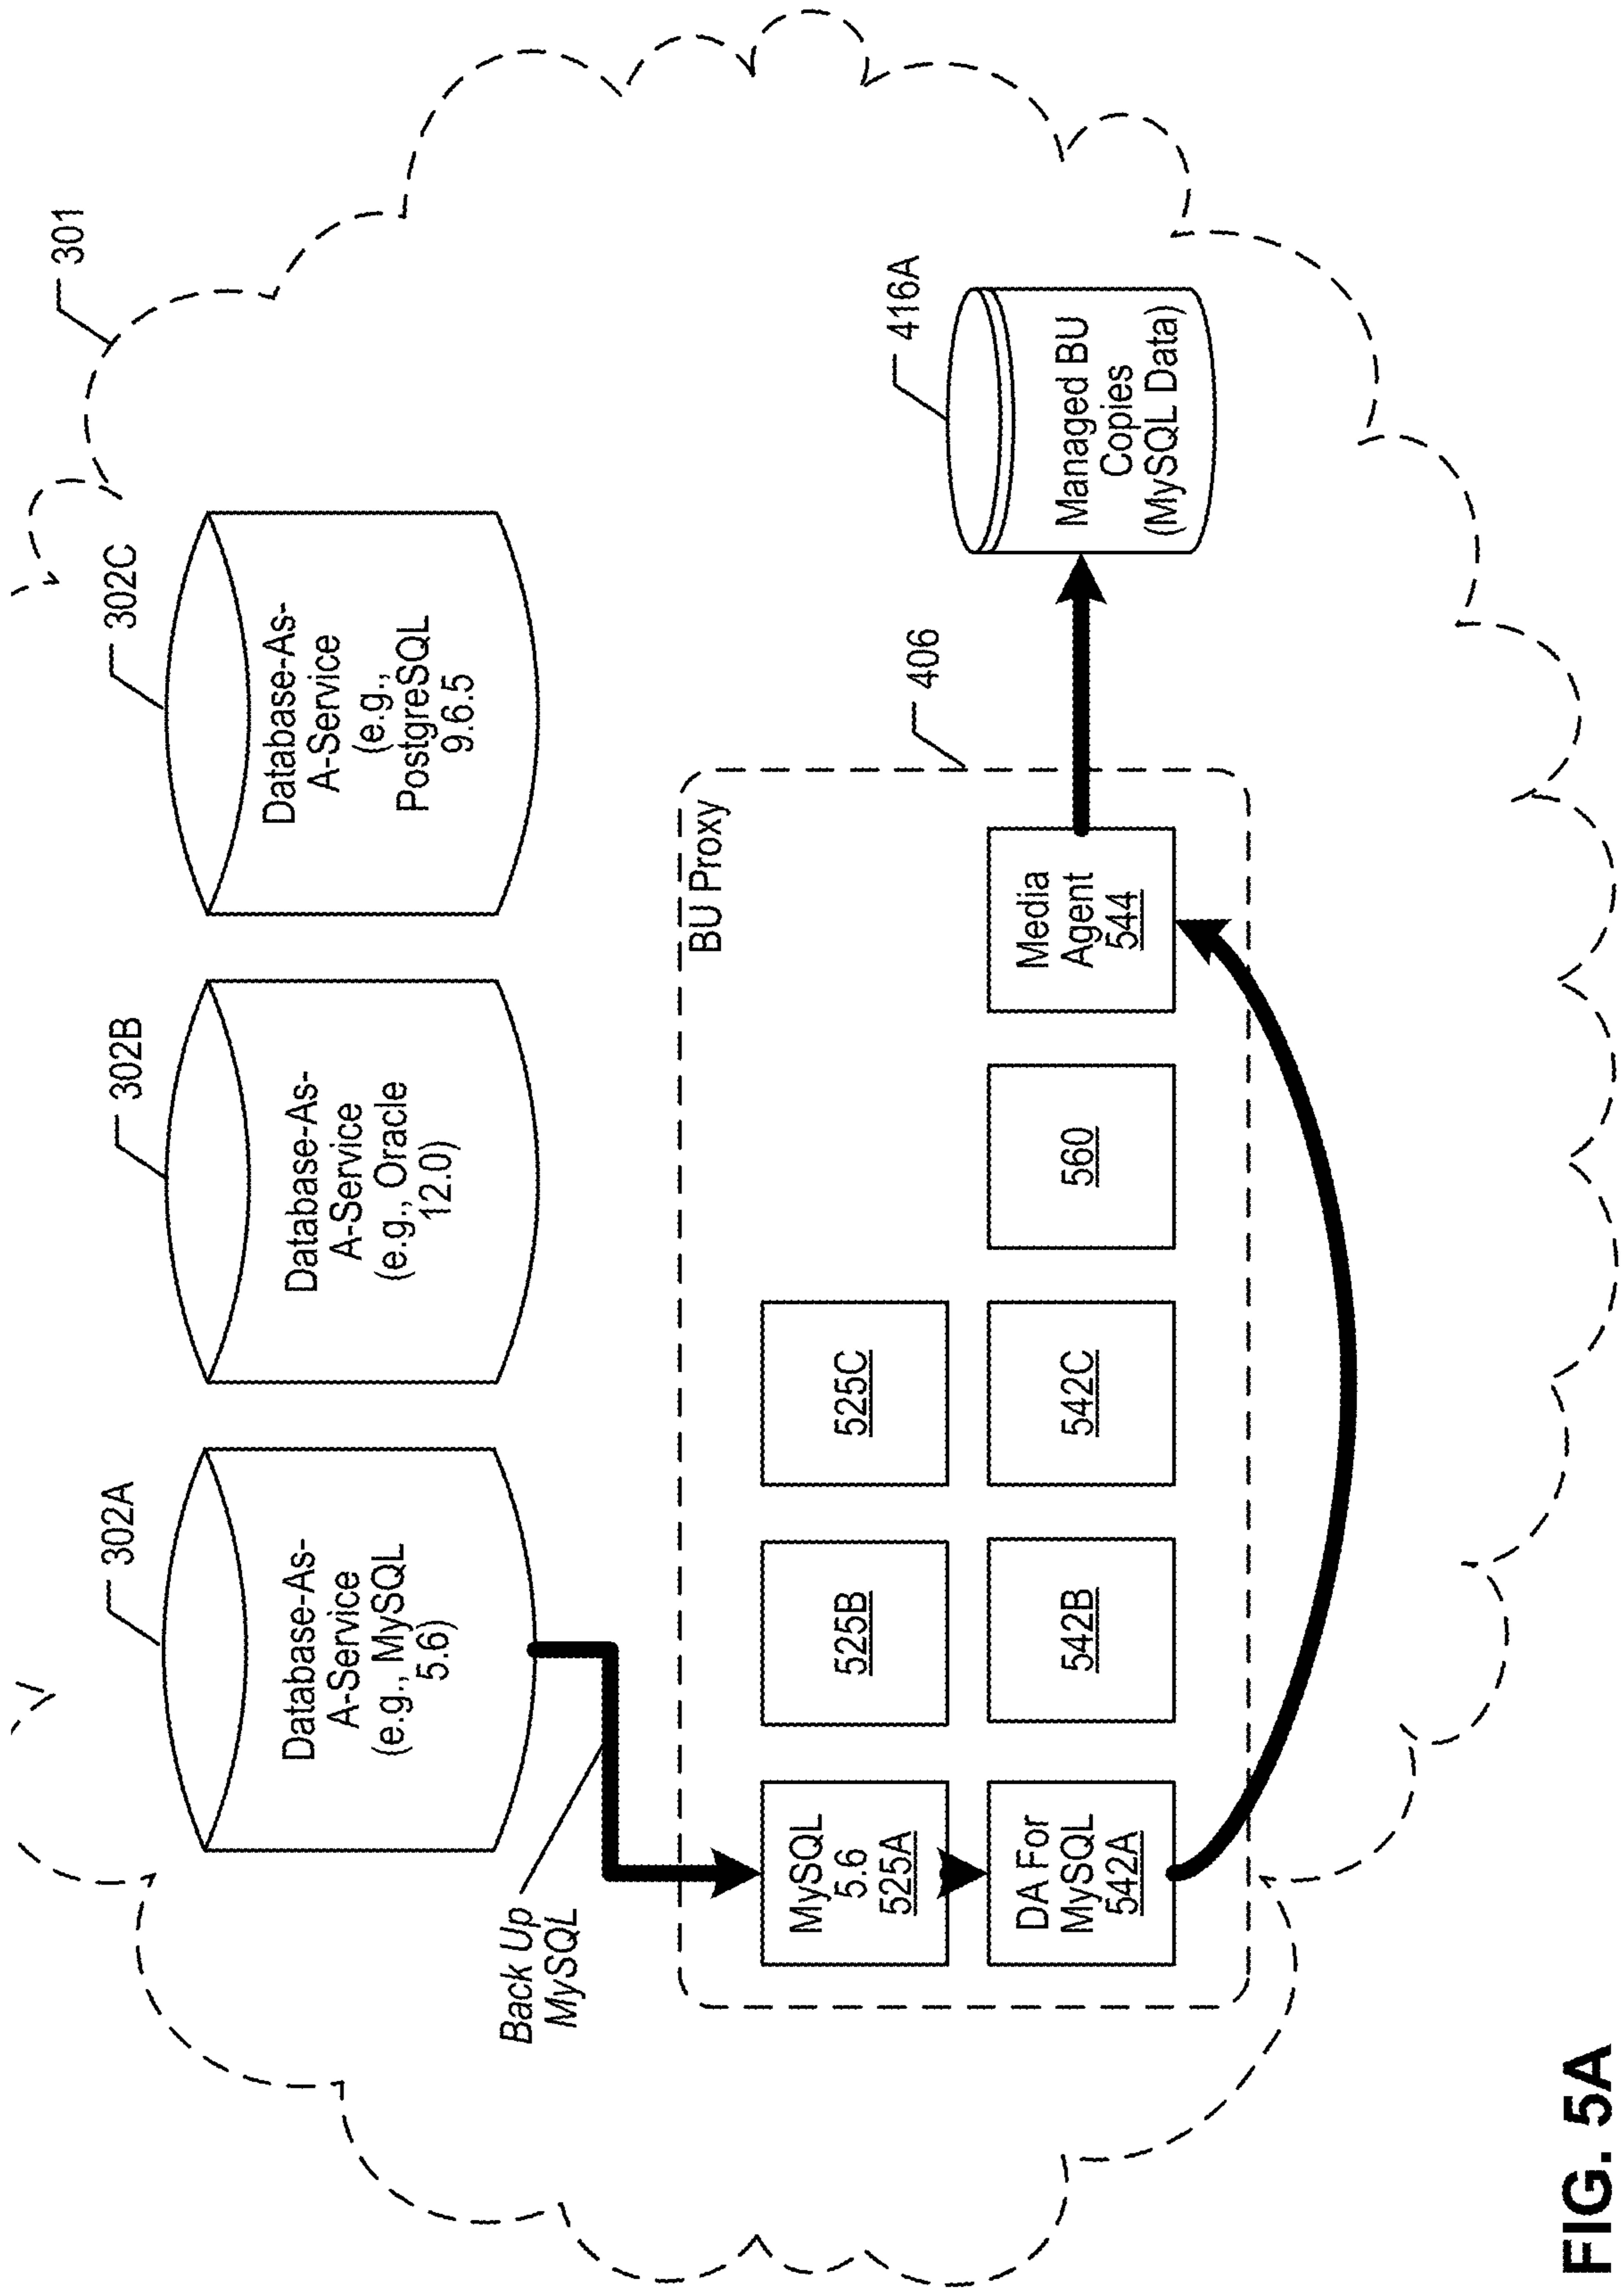 301
302A
Database-As-
A-Service
(e.g., MySQL
5.6)
302B
Database-As-
A-Service
(e.g., Oracle
12.0)
302C
Database-As-
A-Service
(e.g.,
PostgreSQL
9.6.5
Back Up
MySQL
BU Proxy
406
MySQL
5.6
525A
525B
525C
DA For
MySQL
542A
542B
542C
560
Media
Agent
544
416A
Managed BU
Copies
(MySQL Data)
FIG. 5A